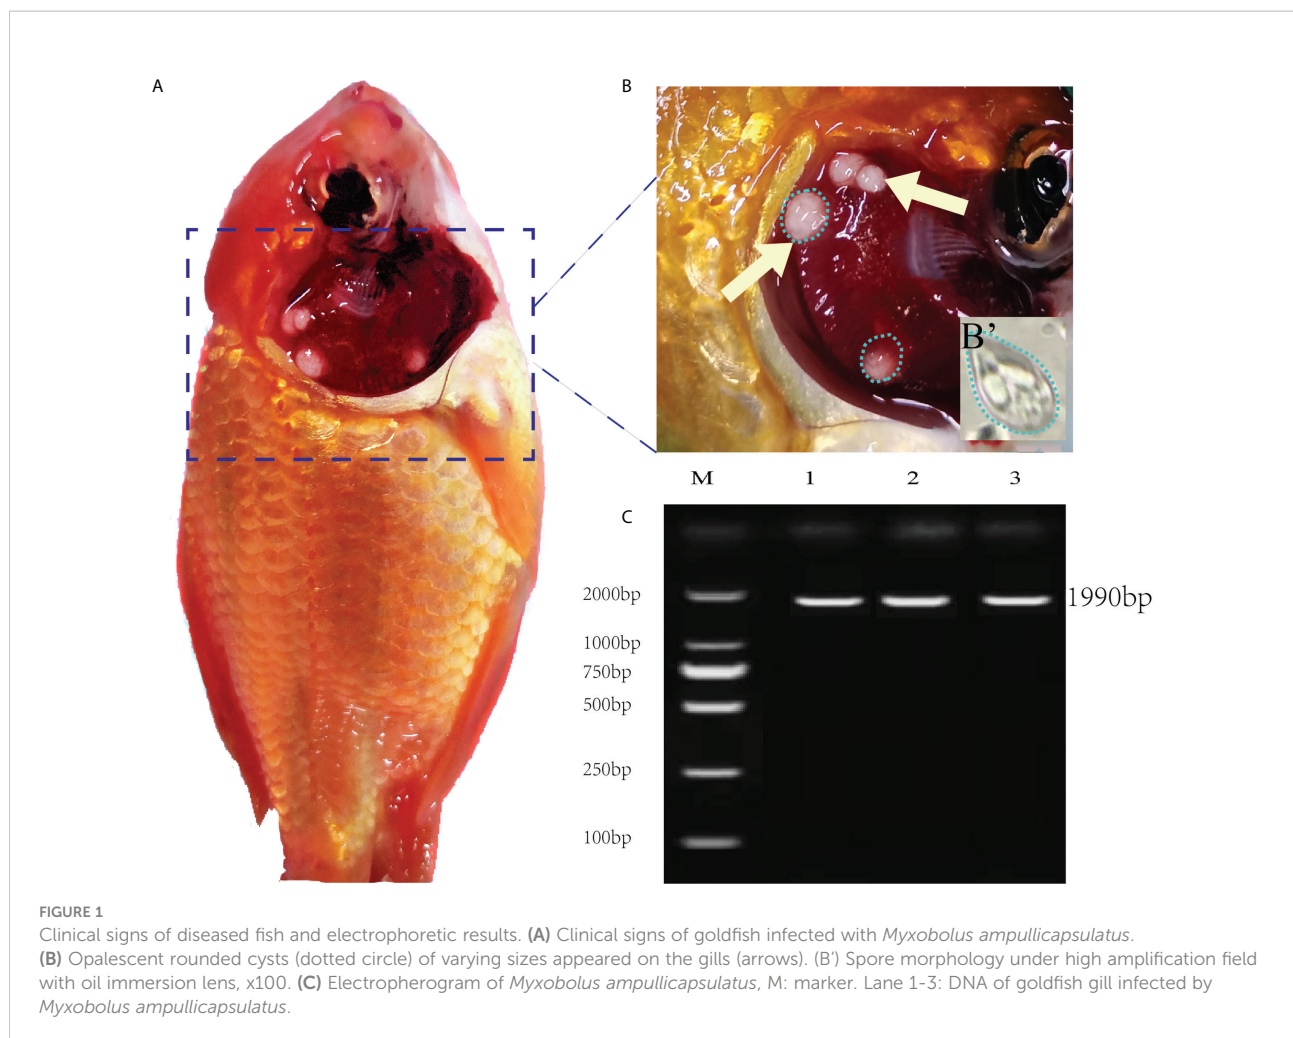 A
B
B’
M 1 2 3
C
2000bp
1990bp
1000bp
750bp
500bp
250bp
100bp
FIGURE 1
Clinical signs of diseased fish and electrophoretic results. (A) Clinical signs of goldfish infected with Myxobolus ampullicapsulatus.
(B) Opalescent rounded cysts (dotted circle) of varying sizes appeared on the gills (arrows). (B’) Spore morphology under high amplification field
with oil immersion lens, x100. (C) Electropherogram of Myxobolus ampullicapsulatus, M: marker. Lane 1-3: DNA of goldfish gill infected by
Myxobolus ampullicapsulatus.